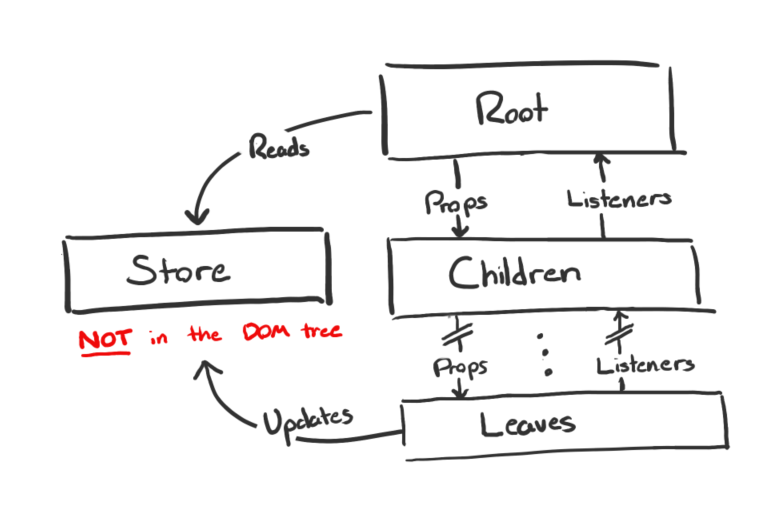 Root
Reads
Props
Listeners
Store
Children
NOT in the DOM tree
Props
Listeners
Updates
Leaves